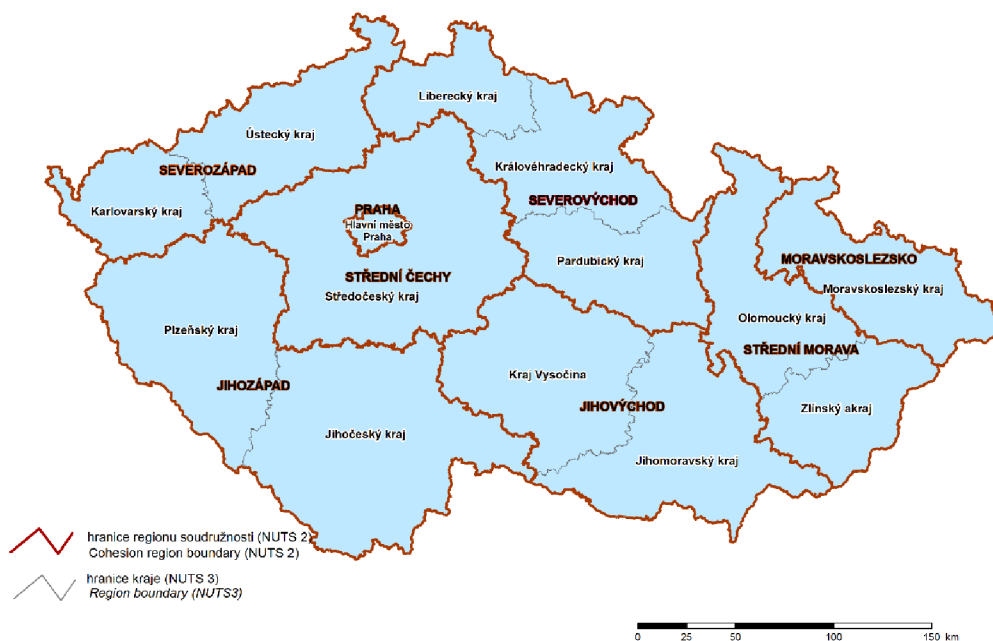 Liberecký kraj
Ústecký kraj
Královéhradecký kraj
SEVEROZÁPAD
SEVEROVÝCHOD
Karlovarský kraj
PRAHA
Hlavní město
Praha
Pardubický kraj
MORAVSKOSLEZSKO
STŘEDNÍ ČECHY
Moravskoslezský kraj
Středočeský kraj
Olomoucký kraj
Plzeňský kraj
STŘEDNÍ MORAVA
Kraj Vysočina
JIHOZÁPAD
JIHOVÝCHOD
Zlínský akraj
Jihočeský kraj
Jihomoravský kraj
hranice regionu soudružnosti (NUTS 2)
Cohesion region boundary (NUTS 2)
hranice kraje (NUTS 3)
Region boundary (NUTS3)
0 25 50 100 150 km